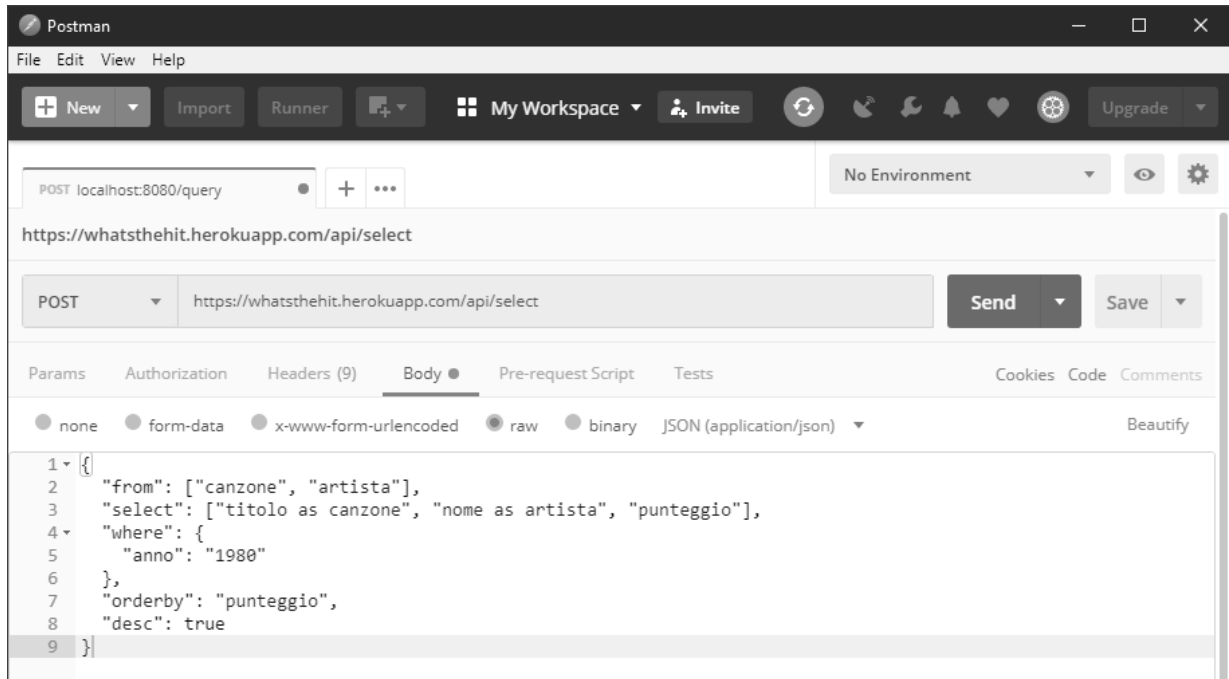 Postman
File Edit View Help
New Import Runner My Workspace Invite Upgrade
POST localhost:8080/query + ••• No Environment
https://whatsthehit.herokuapp.com/api/select
POST https://whatsthehit.herokuapp.com/api/select Send Save
Params Authorization Headers (9) Body Pre-request Script Tests Cookies Code Comments
none form-data x-www-form-urlencoded raw binary JSON (application/json) Beautify
1 {
2 "from": ["canzone", "artista"],
3 "select": ["titolo as canzone", "nome as artista", "punteggio"],
4 "where": {
5 "anno": "1980"
6 },
7 "orderby": "punteggio",
8 "desc": true
9 }